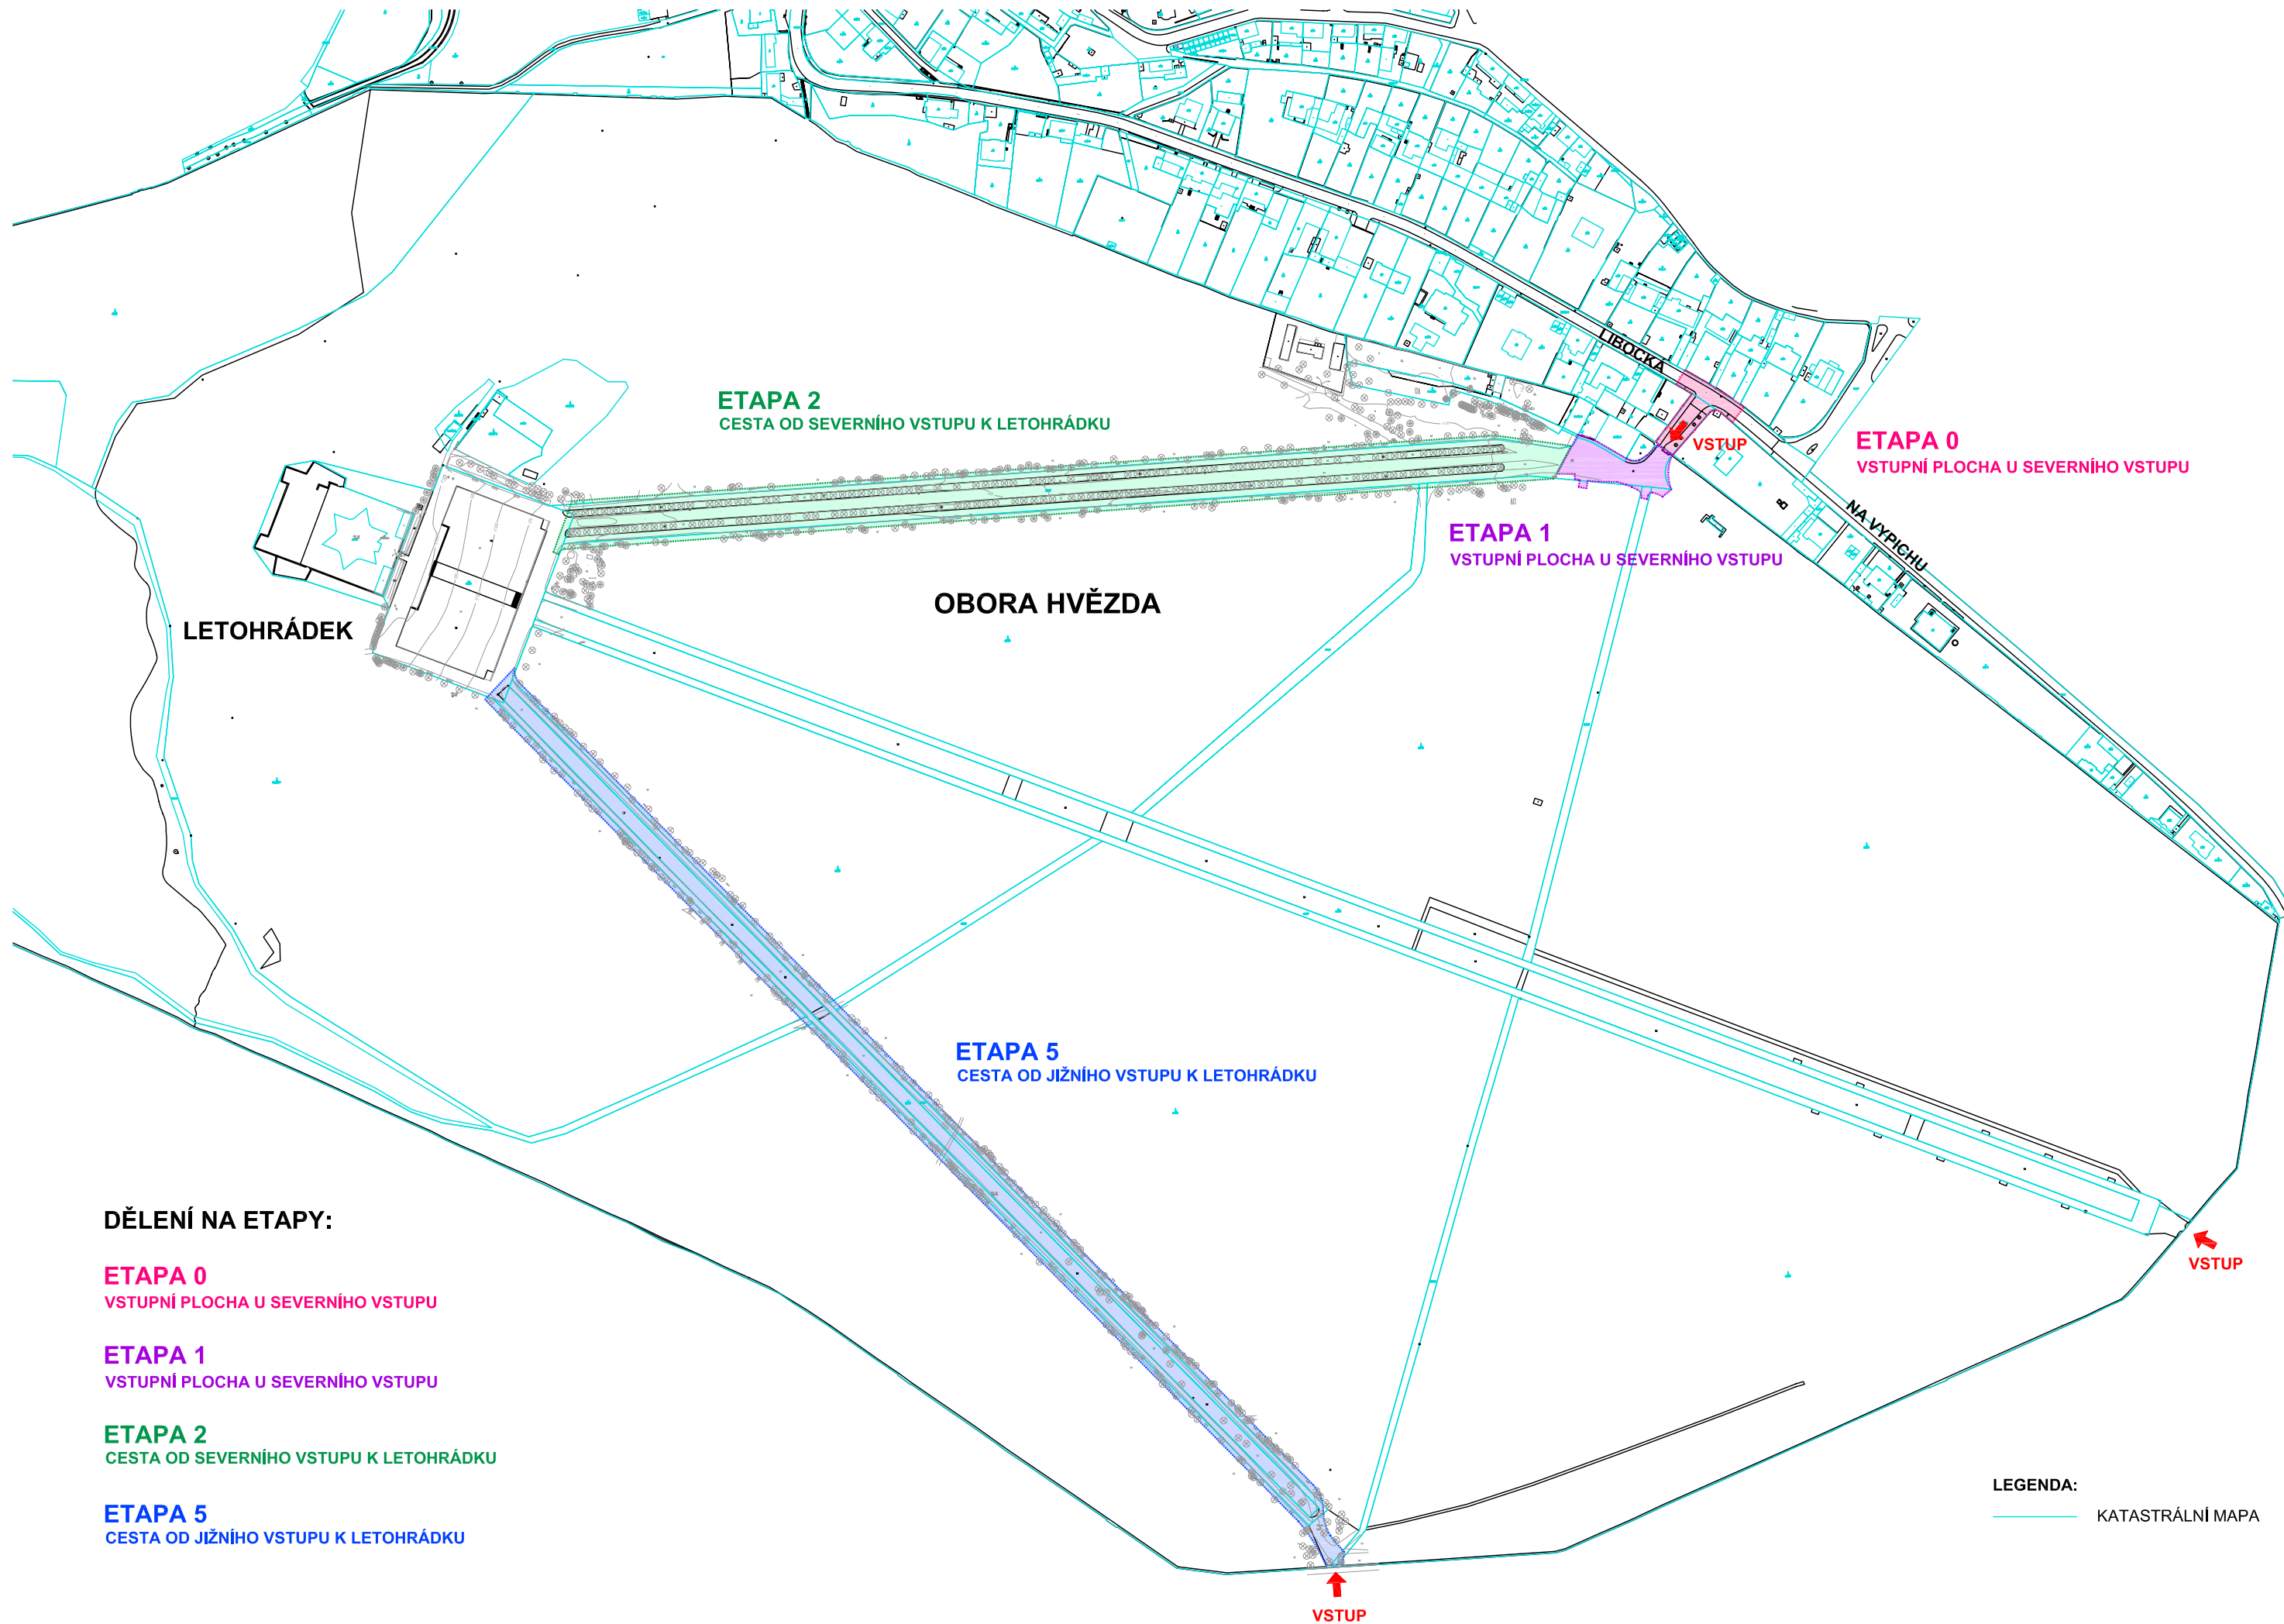 LIBOCKÁ
ETAPA 2
CESTA OD SEVERNÍHO VSTUPU K LETOHRÁDKU
VSTUP
ETAPA 0
VSTUPNÍ PLOCHA U SEVERNÍHO VSTUPU
NA VYPICHU
ETAPA 1
VSTUPNÍ PLOCHA U SEVERNÍHO VSTUPU
OBORA HVĚZDA
LETOHRÁDEK
ETAPA 5
CESTA OD JIŽNÍHO VSTUPU K LETOHRÁDKU
VSTUP
DĚLENÍ NA ETAPY:
ETAPA 0
VSTUPNÍ PLOCHA U SEVERNÍHO VSTUPU
ETAPA 1
VSTUPNÍ PLOCHA U SEVERNÍHO VSTUPU
ETAPA 2
CESTA OD SEVERNÍHO VSTUPU K LETOHRÁDKU
ETAPA 5
CESTA OD JIŽNÍHO VSTUPU K LETOHRÁDKU
LEGENDA:
KATASTRÁLNÍ MAPA
VSTUP